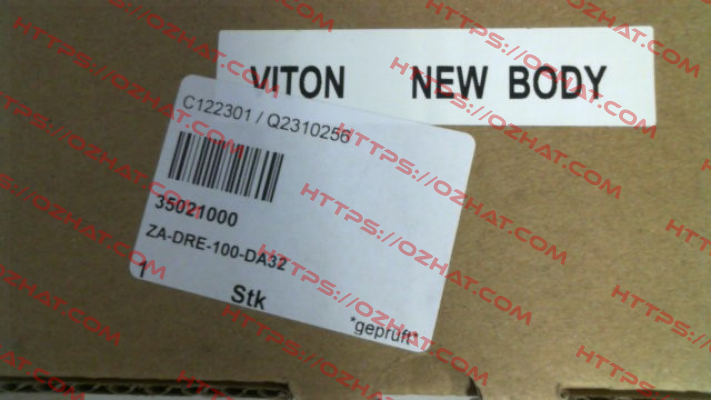 VITON NEW BODY
C122301 / Q2310256
35021000
ZA-DRE-100-DA32
1 Stk
*geprüft*
HTTPS://OZHAT.COM